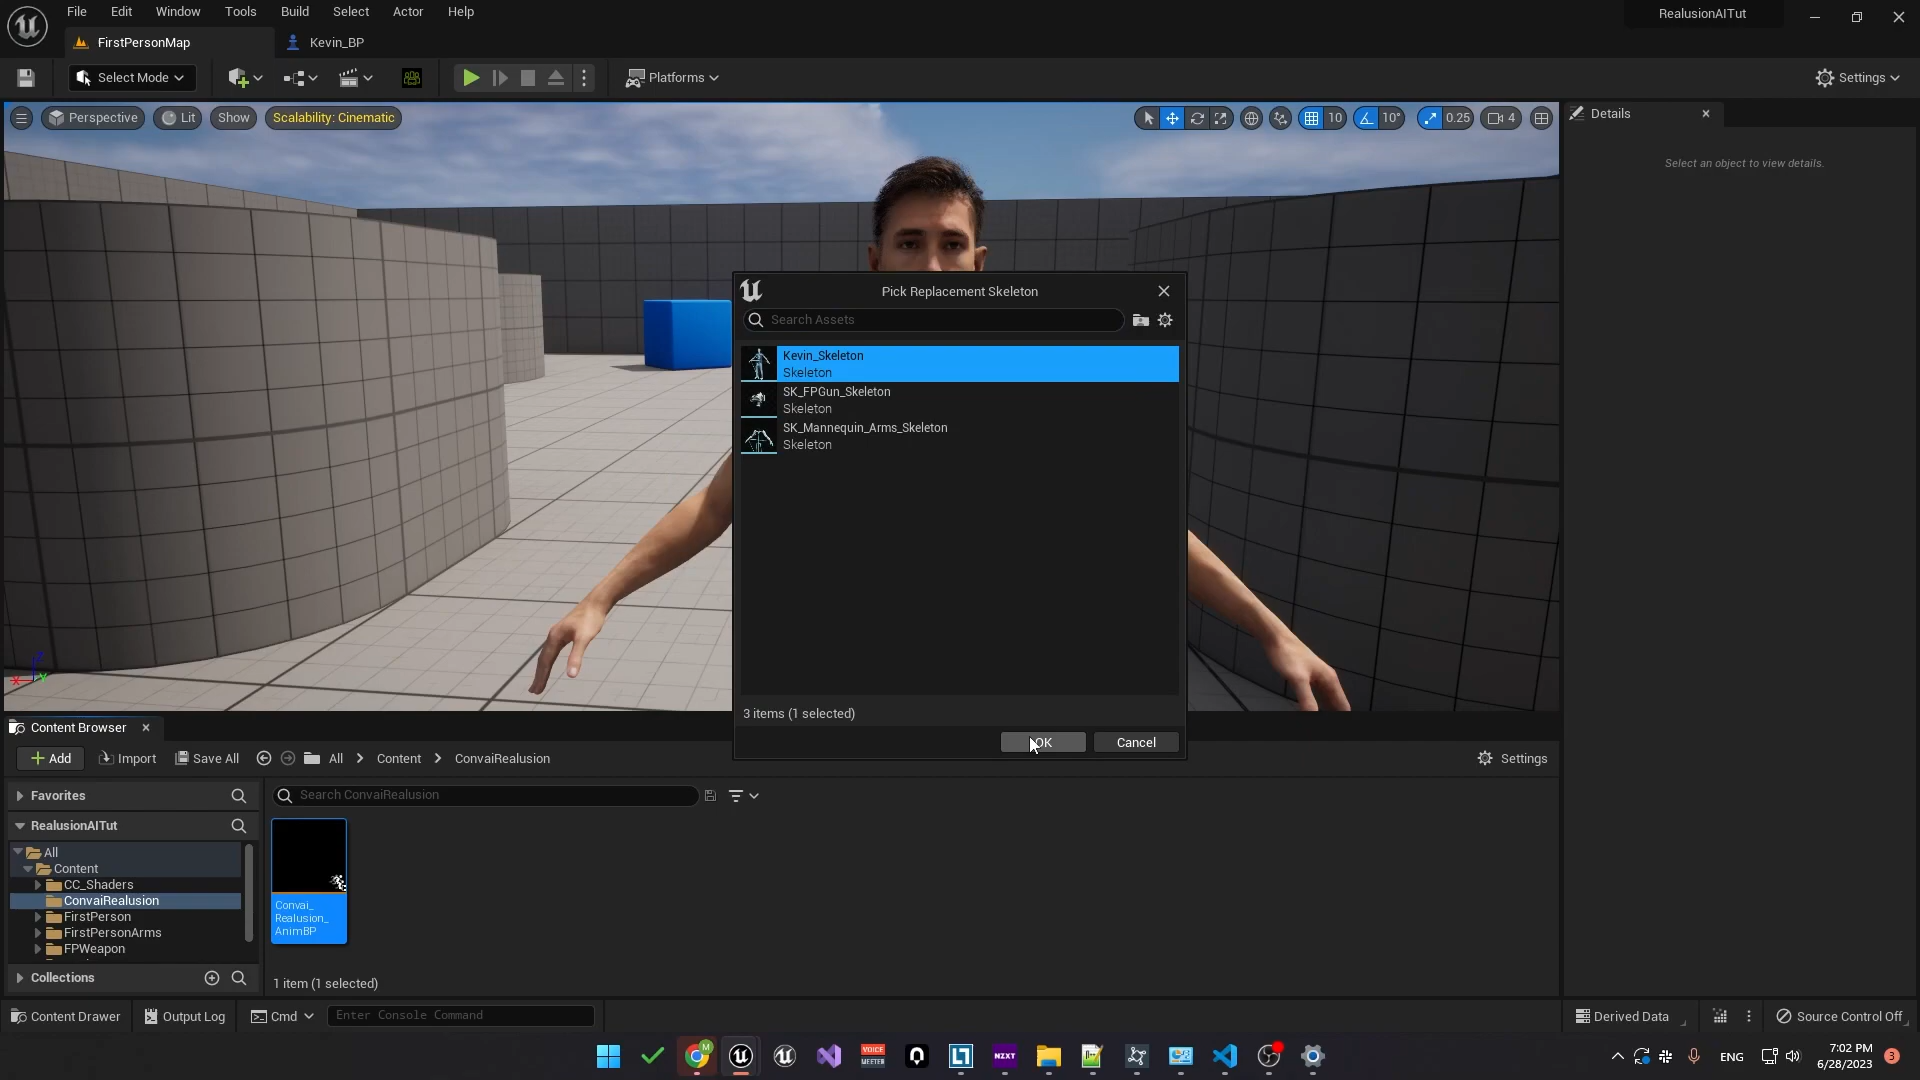 File Edit Window Tools Build Select Actor Help
RealusionAITut
FirstPersonMap
Kevin_BP
Select Mode
Platforms
Settings
Perspective
Lit
Show
Scalability: Cinematic
10
10°
0.25
4
Details
Select an object to view details.
Pick Replacement Skeleton
Search Assets
Kevin_Skeleton
Skeleton
SK_FPGun_Skeleton
Skeleton
SK_Mannequin_Arms_Skeleton
Skeleton
3 items (1 selected)
OK
Cancel
Content Browser
Add
Import
Save All
All
Content
ConvaiRealusion
Settings
Favorites
Search ConvaiRealusion
RealusionAITut
All
Content
CC_Shaders
ConvaiRealusion
FirstPerson
FirstPersonArms
FPWeapon
Convai_
Realusion_
AnimBP
Collections
1 item (1 selected)
Content Drawer
Output Log
Cmd
Enter Console Command
Derived Data
Source Control Off
M
VOICE
MEETER
NZXT
ENG
7:02 PM
6/28/2023
3